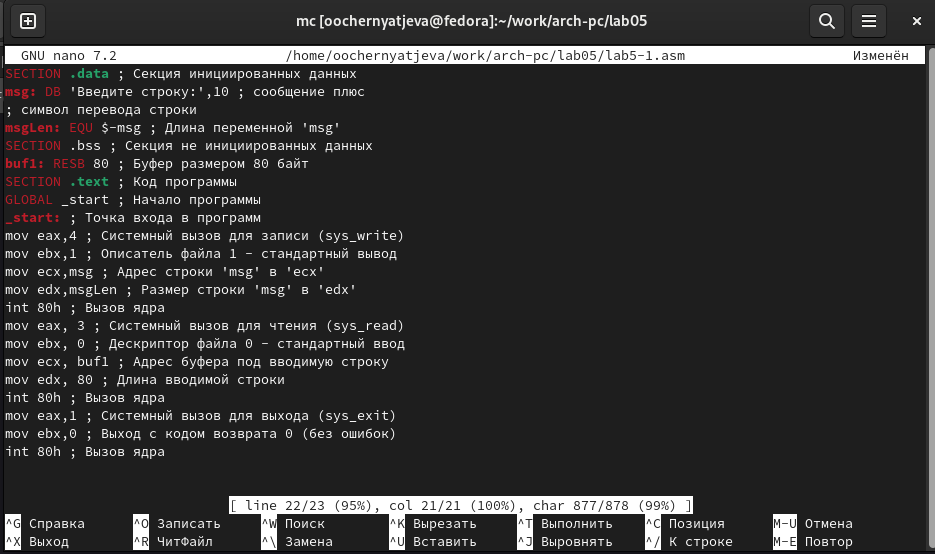 mc [oochernyatjeva@fedora]:~/work/arch-pc/lab05
GNU nano 7.2 /home/oochernyatjeva/work/arch-pc/lab05/lab5-1.asm Изменён
SECTION .data ; Секция инициированных данных
msg: DB 'Введите строку:',10 ; сообщение плюс
; символ перевода строки
msgLen: EQU $-msg ; Длина переменной 'msg'
SECTION .bss ; Секция не инициированных данных
buf1: RESB 80 ; Буфер размером 80 байт
SECTION .text ; Код программы
GLOBAL _start ; Начало программы
_start: ; Точка входа в программ
mov eax,4 ; Системный вызов для записи (sys_write)
mov ebx,1 ; Описатель файла 1 - стандартный вывод
mov ecx,msg ; Адрес строки 'msg' в 'ecx'
mov edx,msgLen ; Размер строки 'msg' в 'edx'
int 80h ; Вызов ядра
mov eax, 3 ; Системный вызов для чтения (sys_read)
mov ebx, 0 ; Дескриптор файла 0 - стандартный ввод
mov ecx, buf1 ; Адрес буфера под вводимую строку
mov edx, 80 ; Длина вводимой строки
int 80h ; Вызов ядра
mov eax,1 ; Системный вызов для выхода (sys_exit)
mov ebx,0 ; Выход с кодом возврата 0 (без ошибок)
int 80h ; Вызов ядра
[ line 22/23 (95%), col 21/21 (100%), char 877/878 (99%) ]
^G Справка ^O Записать ^W Поиск ^K Вырезать ^T Выполнить ^C Позиция M-U Отмена
^X Выход ^R ЧитФайл ^\ Замена ^U Вставить ^J Выровнять ^/ К строке M-E Повтор